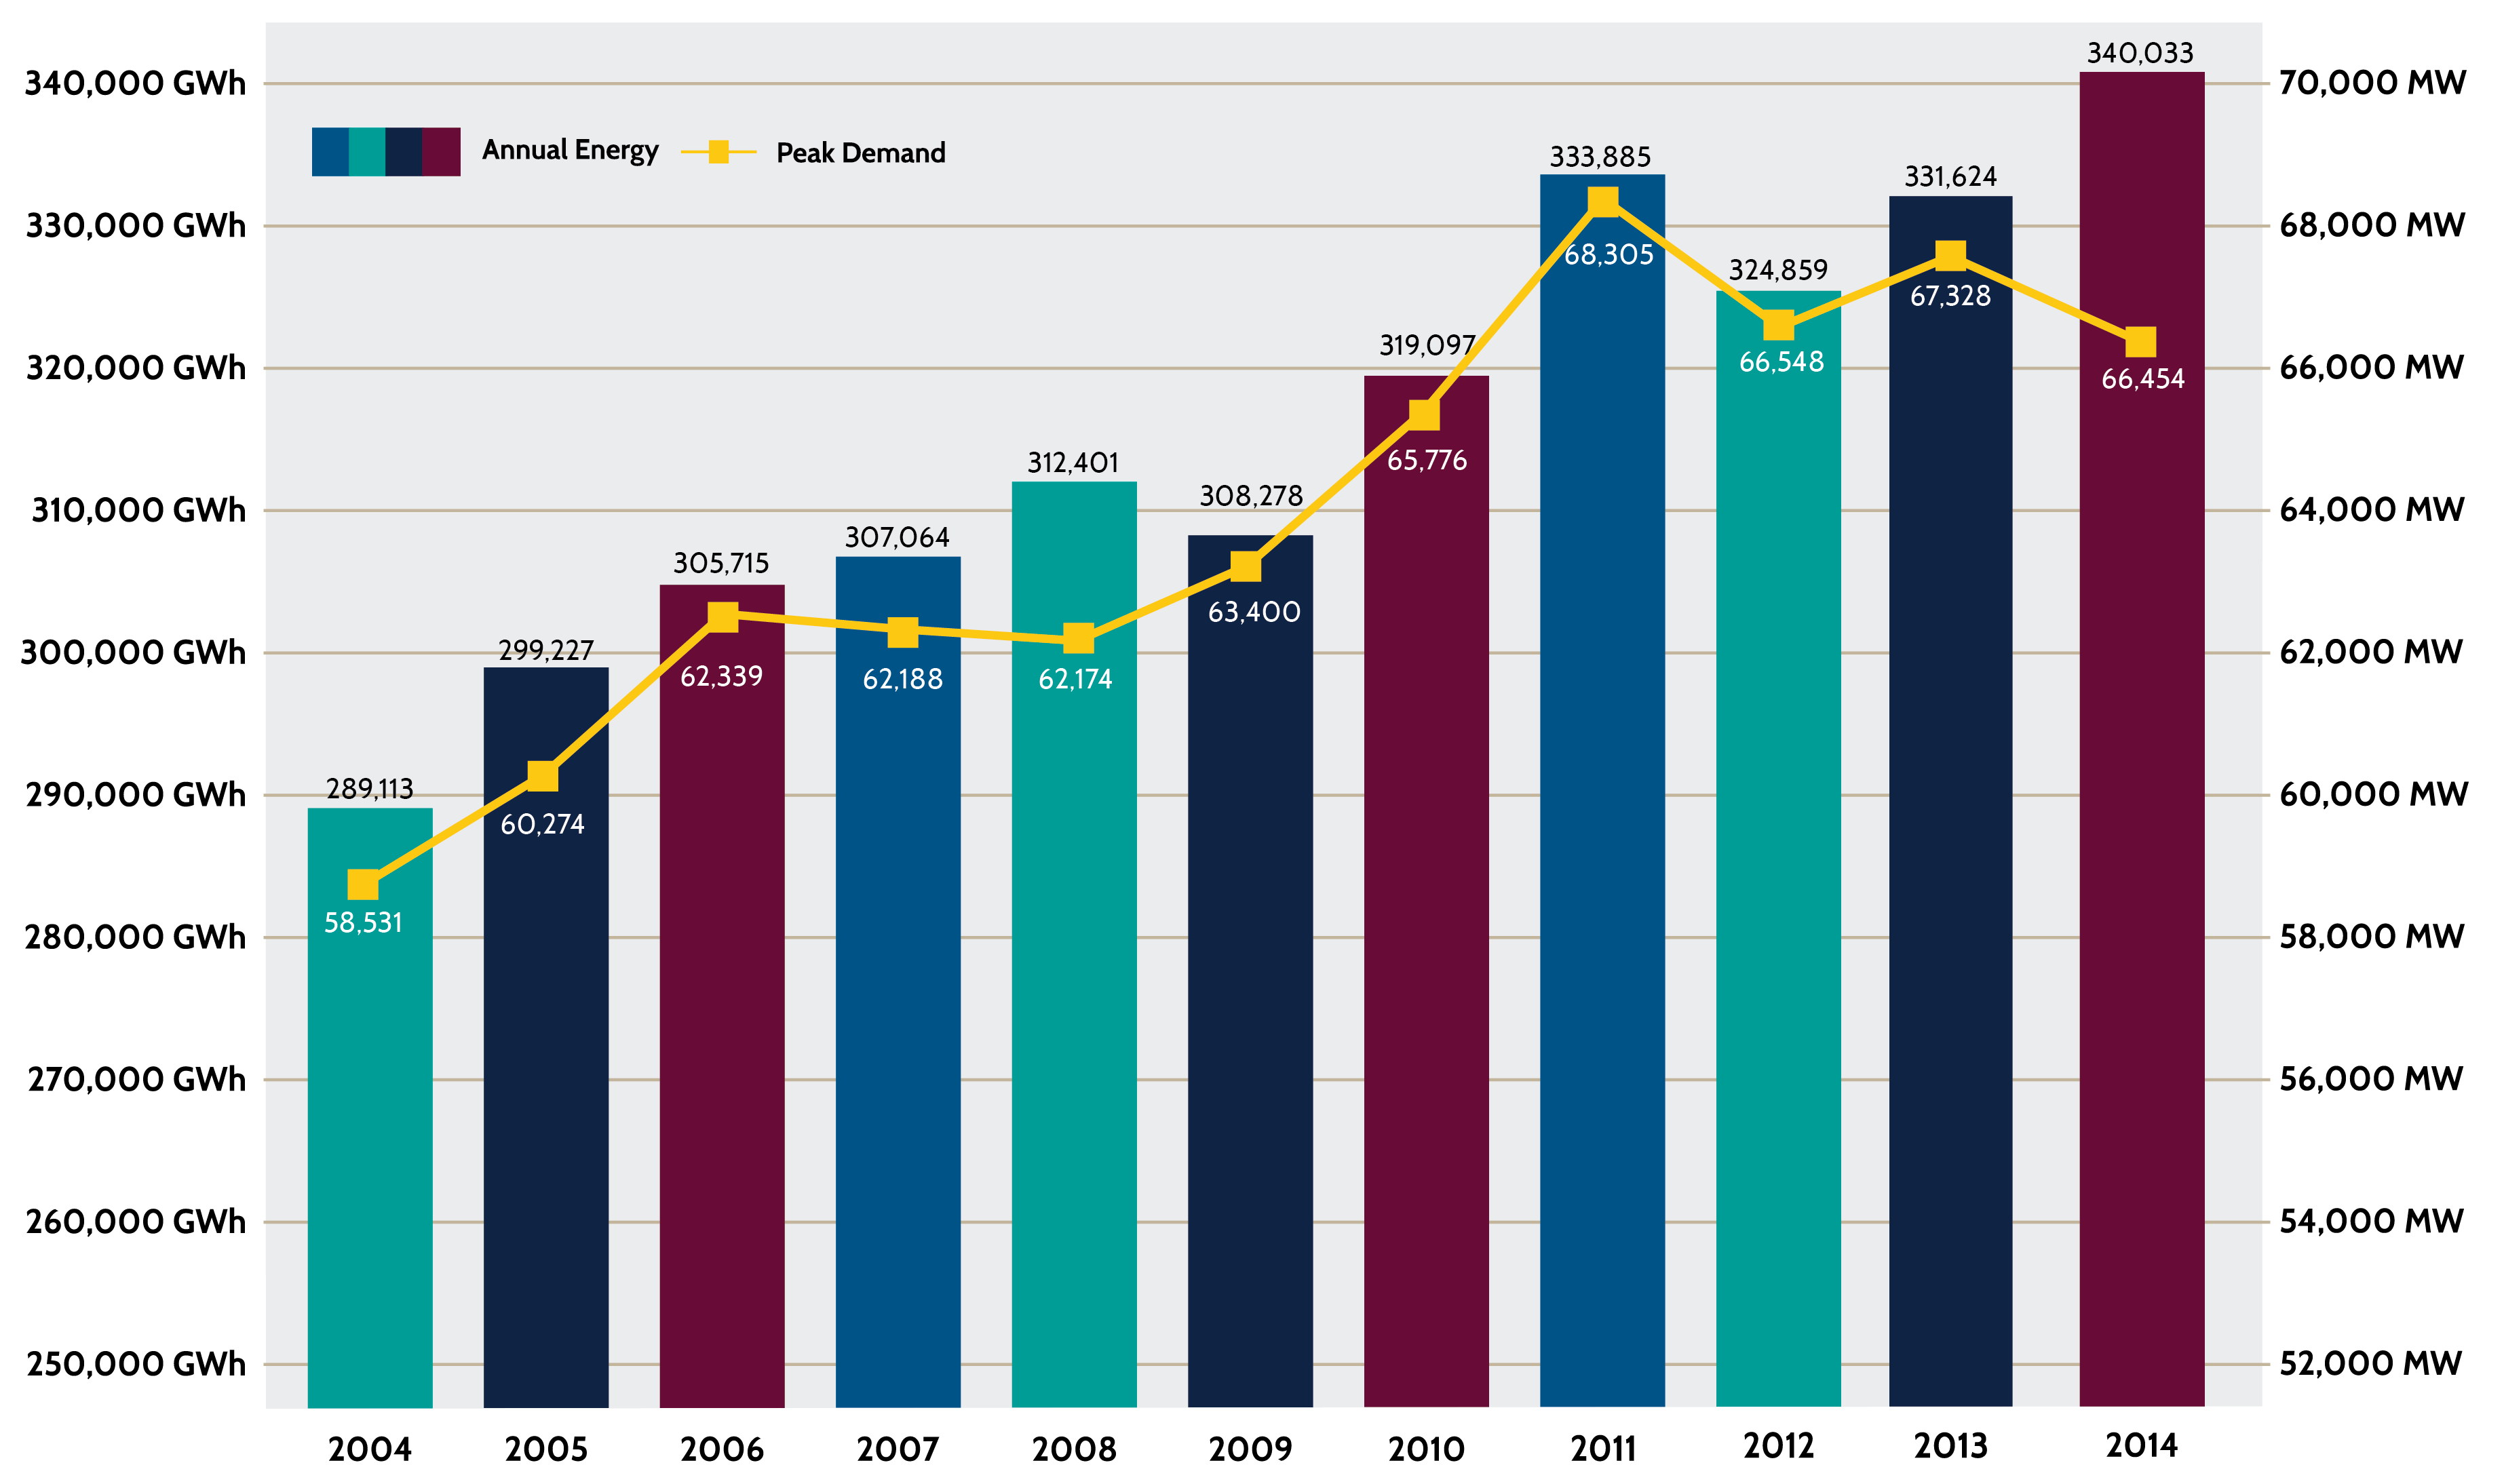 340,033
340,000 GWh
70,000 MW
Annual Energy
Peak Demand
333,885
331,624
330,000 GWh
68,000 MW
68,305
324,859
67,328
319,097
320,000 GWh
66,000 MW
66,548
66,454
312,401
65,776
308,278
310,000 GWh
64,000 MW
307,064
305,715
63,400
299,227
300,000 GWh
62,000 MW
62,339
62,188
62,174
289,113
290,000 GWh
60,000 MW
60,274
58,531
280,000 GWh
58,000 MW
270,000 GWh
56,000 MW
260,000 GWh
54,000 MW
250,000 GWh
52,000 MW
2004 2005 2006 2007 2008 2009 2010 2011 2012 2013 2014